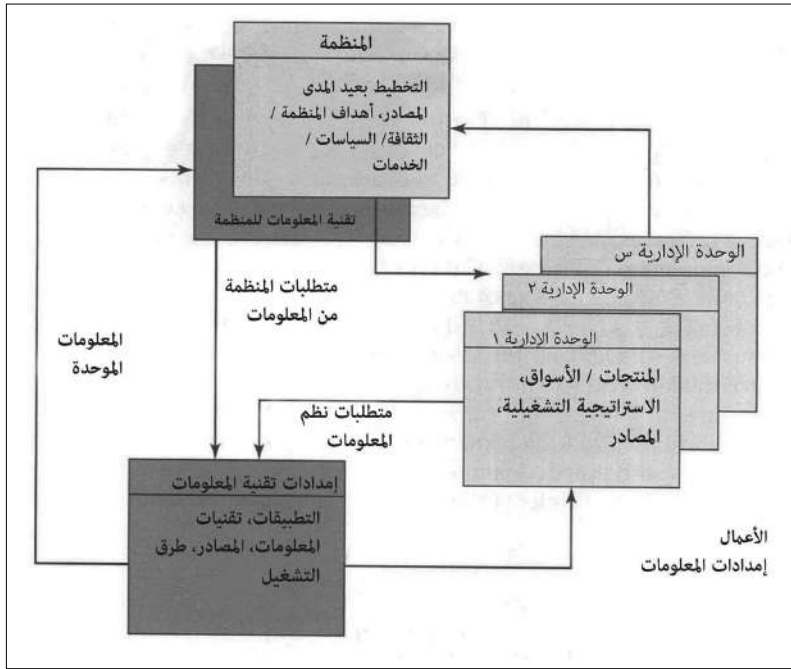 المنظمة
التخطيط بعيد المدى
المصادر، أهداف المنظمة /
الثقافة/ السياسات /
الخدمات
تقنية المعلومات للمنظمة
الوحدة الإدارية س
الوحدة الإدارية ٢
الوحدة الإدارية ١
المنتجات / الأسواق،
الاستراتيجية التشغيلية،
المصادر
متطلبات المنظمة
من المعلومات
المعلومات
الموحدة
متطلبات نظم
المعلومات
إمدادات تقنية المعلومات
التطبيقات، تقنيات
المعلومات، المصادر، طرق
التشغيل
الأعمال
إمدادات المعلومات